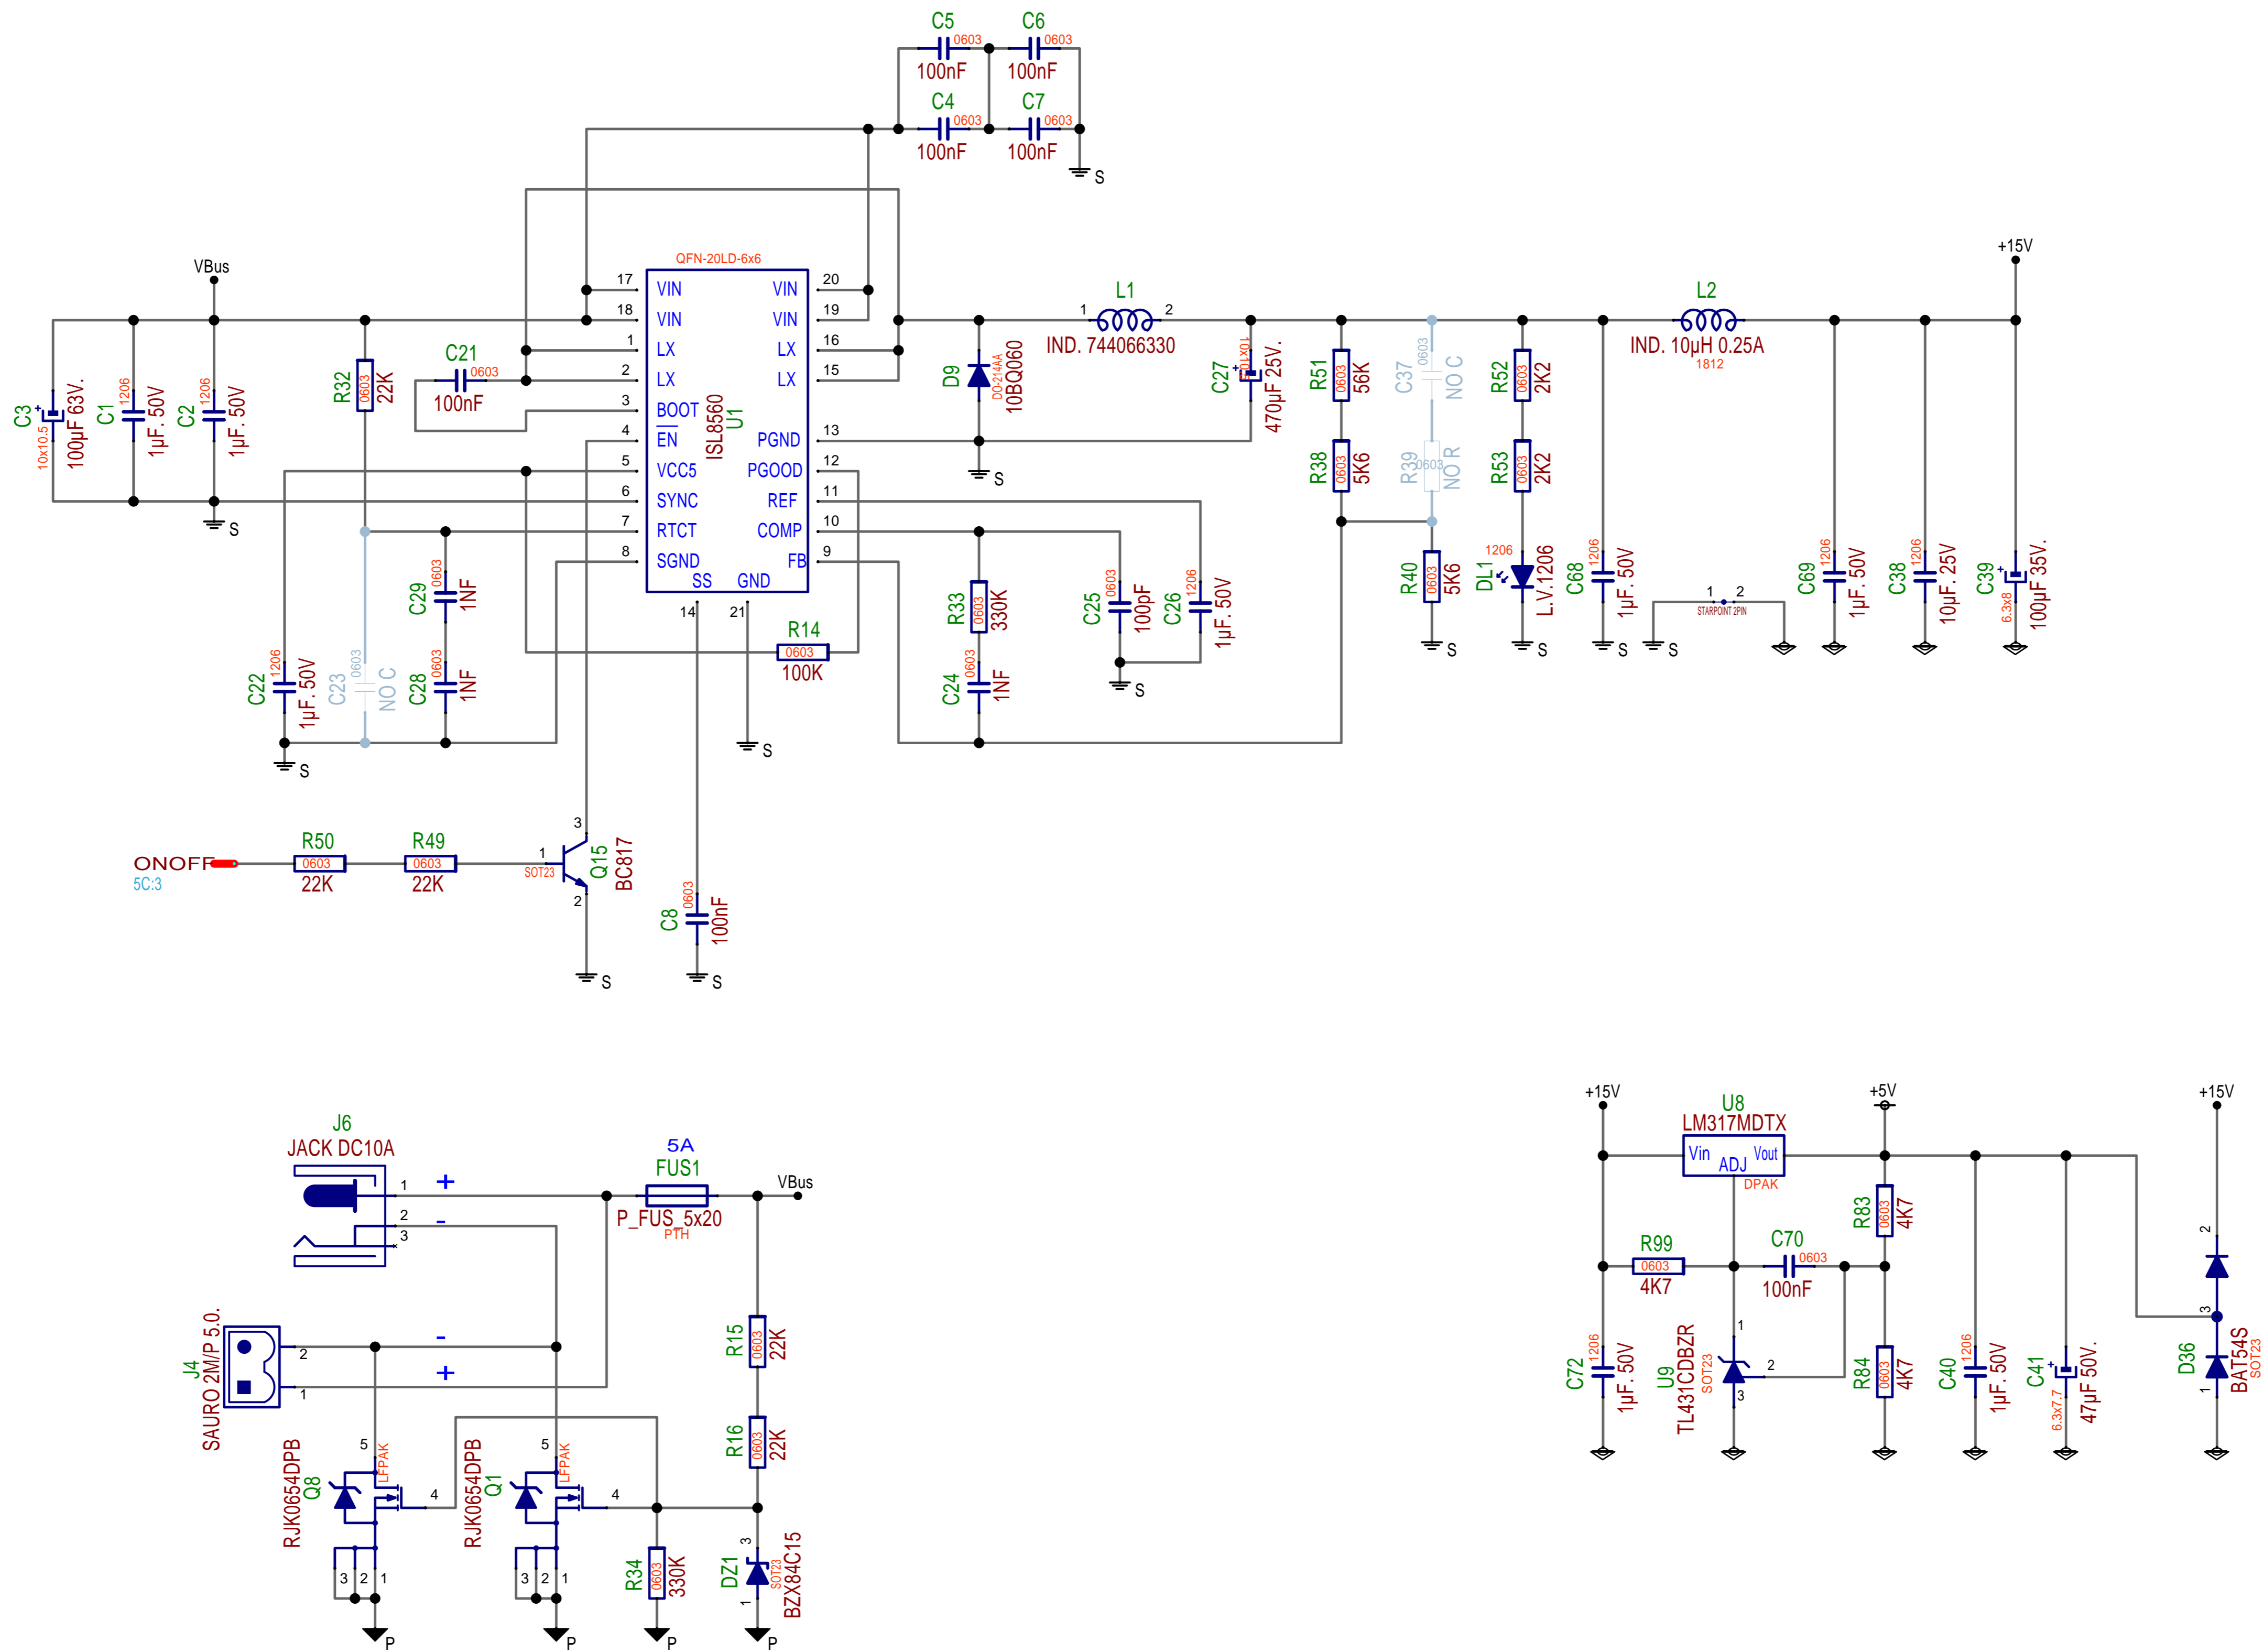 C5 0603 100nF
C6 0603 100nF
C4 0603 100nF
C7 0603 100nF
S
VBus
C3 10x10.5 + 100µF 63V.
C1 1206 1µF. 50V
C2 1206 1µF. 50V
S
R32 0603 22K
C21 0603 100nF
QFN-20LD-6x6
U1
ISL8560
17 VIN
18 VIN
1 LX
2 LX
3 BOOT
4 EN
5 VCC5
6 SYNC
7 RTCT
8 SGND
SS 14
GND 21
VIN 20
VIN 19
LX 16
LX 15
PGND 13
PGOOD 12
REF 11
COMP 10
FB 9
D9 DO-214AA 10BQ060
S
1 L1 2
IND. 744066330
C27 + 470µF 25V.
R51 0603 56K
R38 0603 5K6
C37 0603 NO C
R39 0603 NO R
R40 0603 5K6
S
R52 0603 2K2
R53 0603 2K2
DL1 1206 L.V.1206
S
C68 1206 1µF. 50V
S
L2
IND. 10µH 0.25A
1812
+15V
1 2
STARPOINT 2PIN
S
C69 1206 1µF. 50V
C38 1206 10µF. 25V
C39 6.3x8 + 100µF 35V.
C22 1206 1µF. 50V
C23 0603 NO C
C29 0603 1NF
C28 0603 1NF
S
R14 0603 100K
S
R33 0603 330K
C24 0603 1NF
C25 0603 100pF
C26 1206 1µF. 50V
S
ONOFF
5C:3
R50 0603 22K
R49 0603 22K
1 2 3 SOT23 Q15 BC817
S
C8 0603 100nF
S
J6
JACK DC10A
1 +
2 -
3
5A
FUS1
P_FUS_5x20
PTH
VBus
J4 SAURO 2M/P 5.0.
2 -
1 +
R15 0603 22K
R16 0603 22K
RJK0654DPB Q8 LFPAK 5 4 3 2 1
P
RJK0654DPB Q1 LFPAK 5 4 3 2 1
P
R34 0603 330K
P
DZ1 3 1 SOT23 BZX84C15
P
+15V
U8
LM317MDTX
Vin Vout
ADJ
DPAK
+5V
R83 0603 4K7
R99 0603 4K7
C70 0603 100nF
C72 1206 1µF. 50V
U9 TL431CDBZR SOT23 1 2 3
R84 0603 4K7
C40 1206 1µF. 50V
C41 6.3x7.7 + 47µF 50V.
+15V
D36 2 3 1 BAT54S SOT23